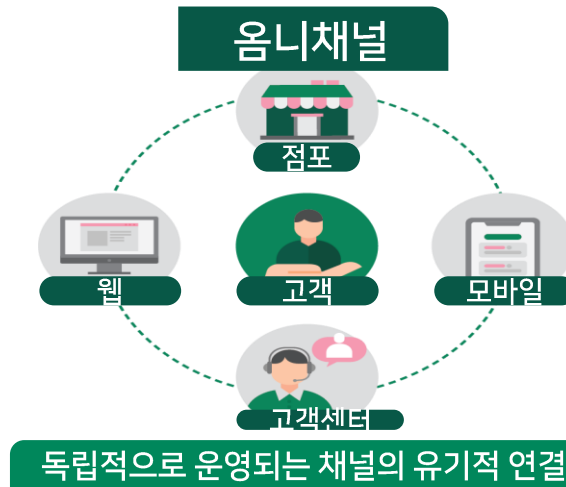 옴니채널
점포
웹
고객
모바일
고객센터
독립적으로 운영되는 채널의 유기적 연결